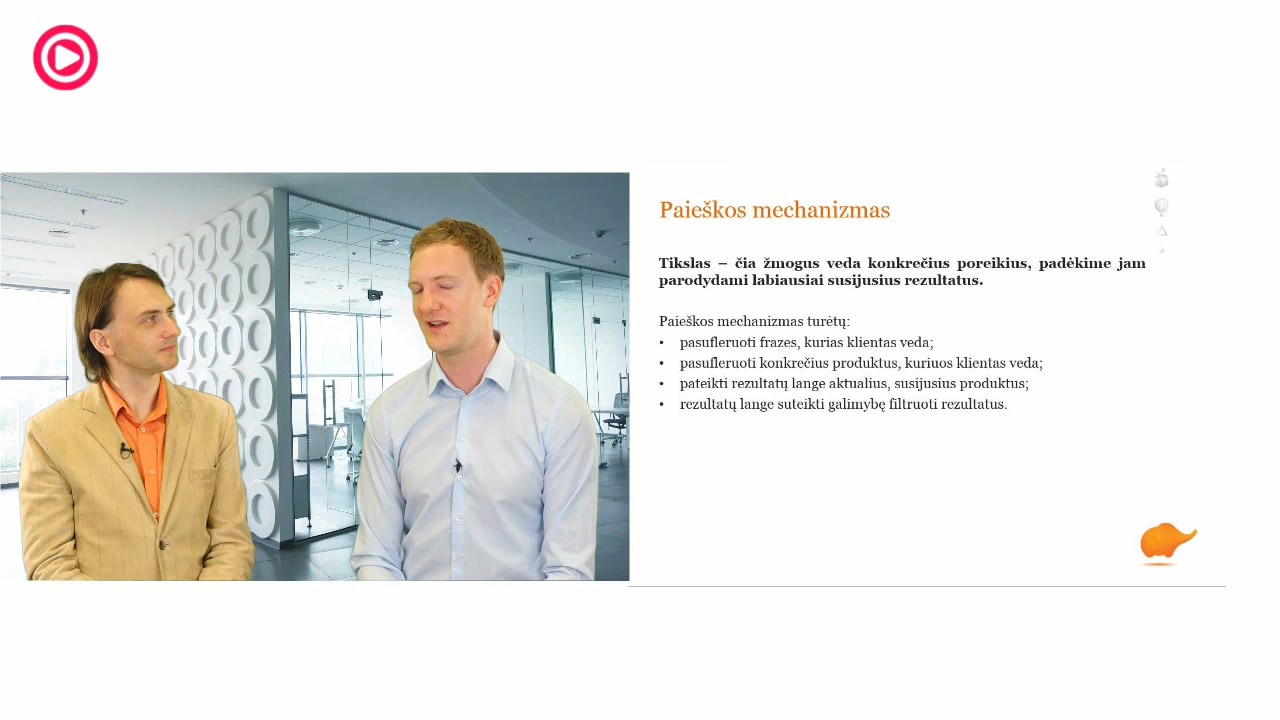 Paieškos mechanizmas
Tikslas – čia žmogus veda konkrečius poreikius, padėkime jam
parodydami labiausiai susijusius rezultatus.
Paieškos mechanizmas turėtų:
• pasufleruoti frazes, kurias klientas veda;
• pasufleruoti konkrečius produktus, kuriuos klientas veda;
• pateikti rezultatų lange aktualius, susijusius produktus;
• rezultatų lange suteikti galimybę filtruoti rezultatus.